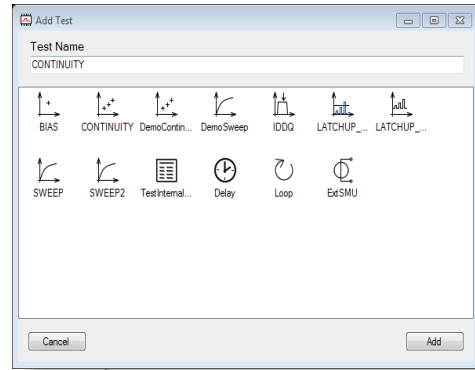 Add Test
Test Name
CONTINUITY
BIAS CONTINUITY DemoContin... DemoSweep IDDQ LATCHUP_... LATCHUP_...
SWEEP SWEEP2 TestInternal... Delay Loop ExtSMU
Cancel Add